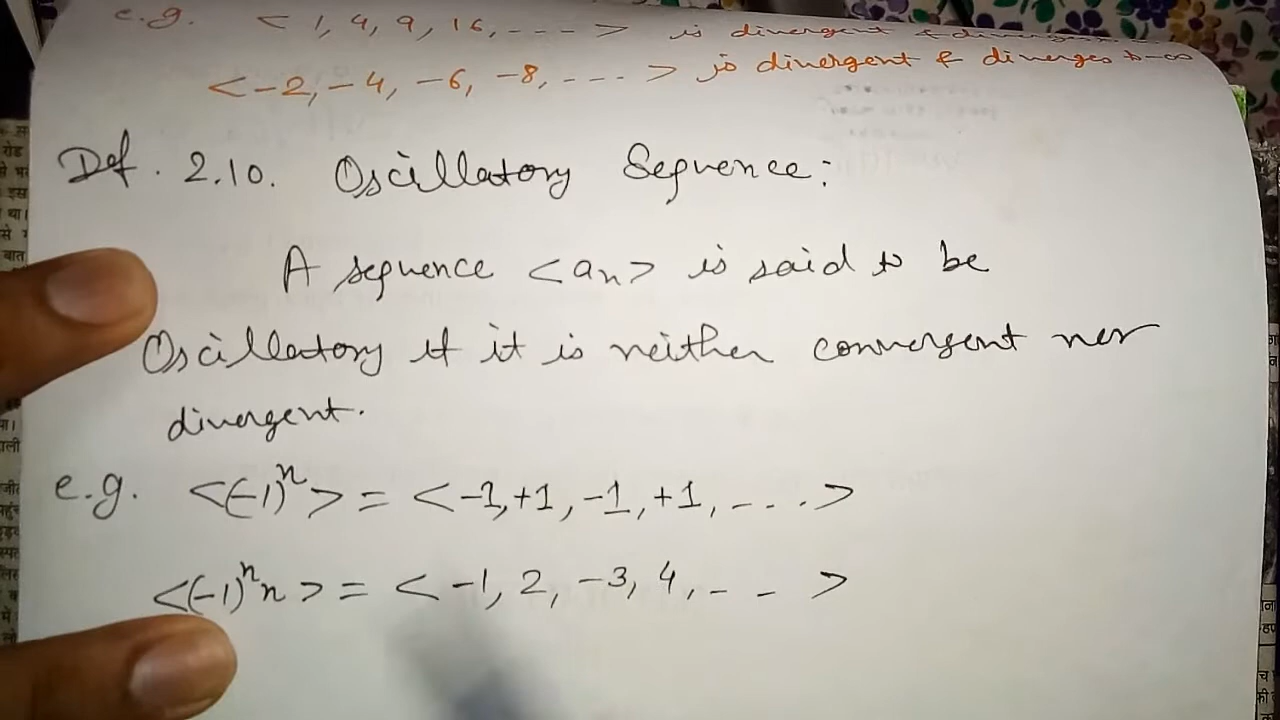 e.g. < 1, 4, 9, 16, - - - > is divergent &
< -2, -4, -6, -8, - - . . > is divergent & diverges to -∞
Def. 2.10. Oscillatory Sequence:
A sequence <an> is said to be
Oscillatory if it is neither convergent nor
divergent.
e.g. <(-1)ⁿ> = < -1, +1, -1, +1, - - . . >
<(-1)ⁿn> = < -1, 2, -3, 4, - - - >